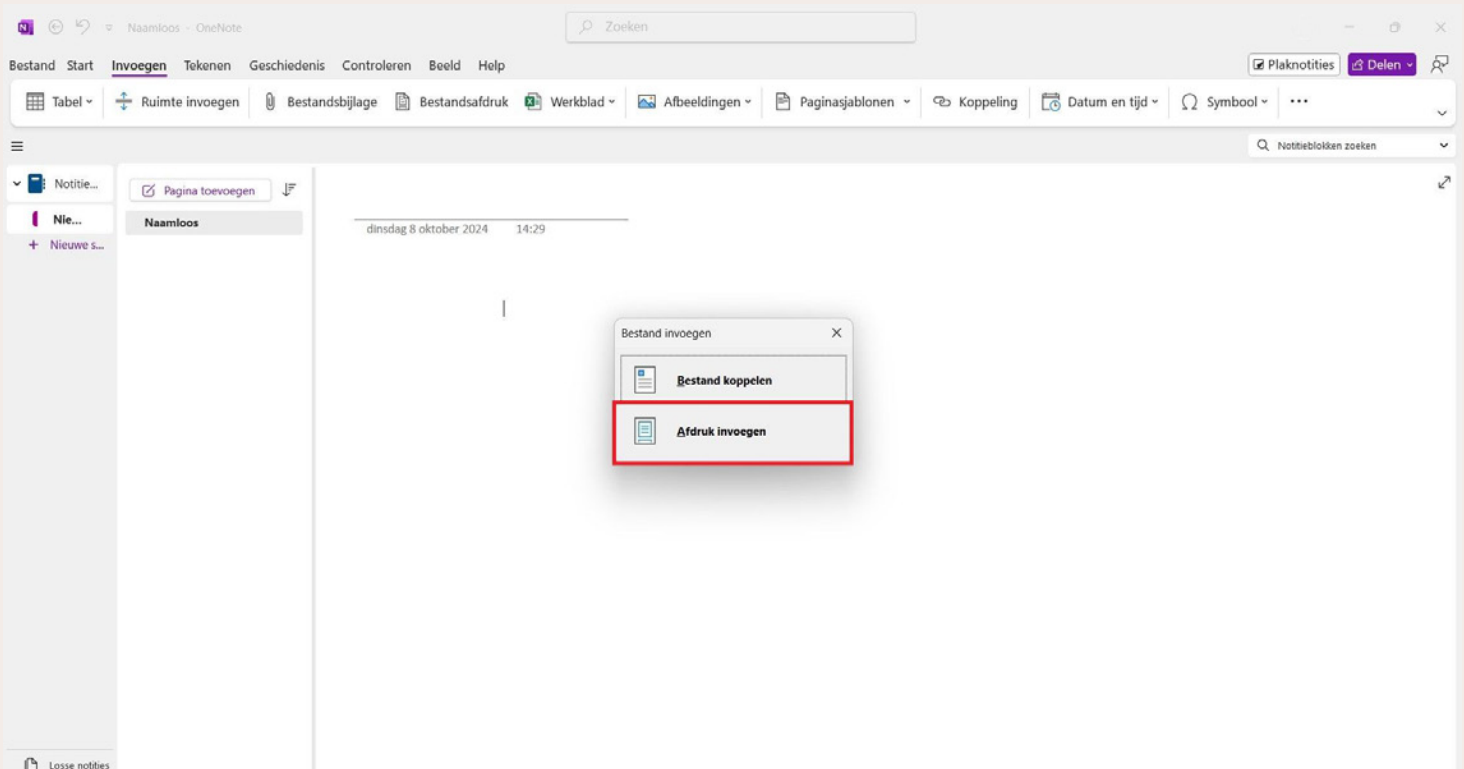 Naamloos - OneNote
Zoeken
Bestand Start Invoegen Tekenen Geschiedenis Controleren Beeld Help
Plaknotities Delen
Tabel Ruimte invoegen Bestandsbijlage Bestandsafdruk Werkblad Afbeeldingen Paginasjablonen Koppeling Datum en tijd Symbool ...
Notitieblokken zoeken
Notitie...
Pagina toevoegen
Nie...
Naamloos
Nieuwe s...
dinsdag 8 oktober 2024 14:29
Bestand invoegen
Bestand koppelen
Afdruk invoegen
Losse notities